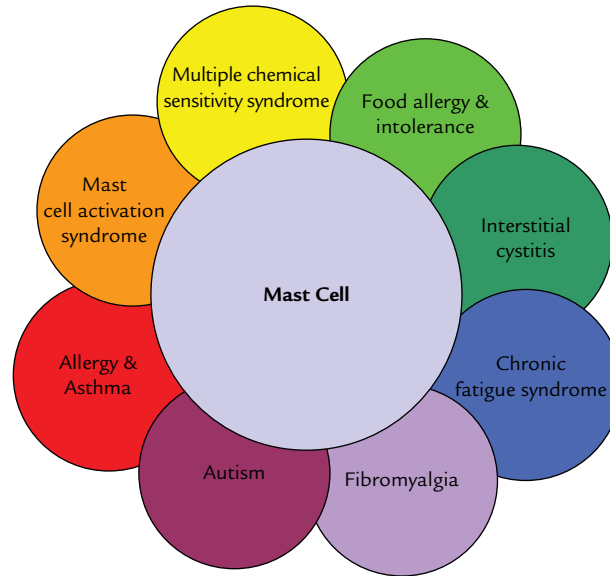 Multiple chemical
sensitivity syndrome
Food allergy &
intolerance
Mast
cell activation
syndrome
Interstitial
cystitis
Mast Cell
Allergy &
Asthma
Chronic
fatigue syndrome
Autism
Fibromyalgia